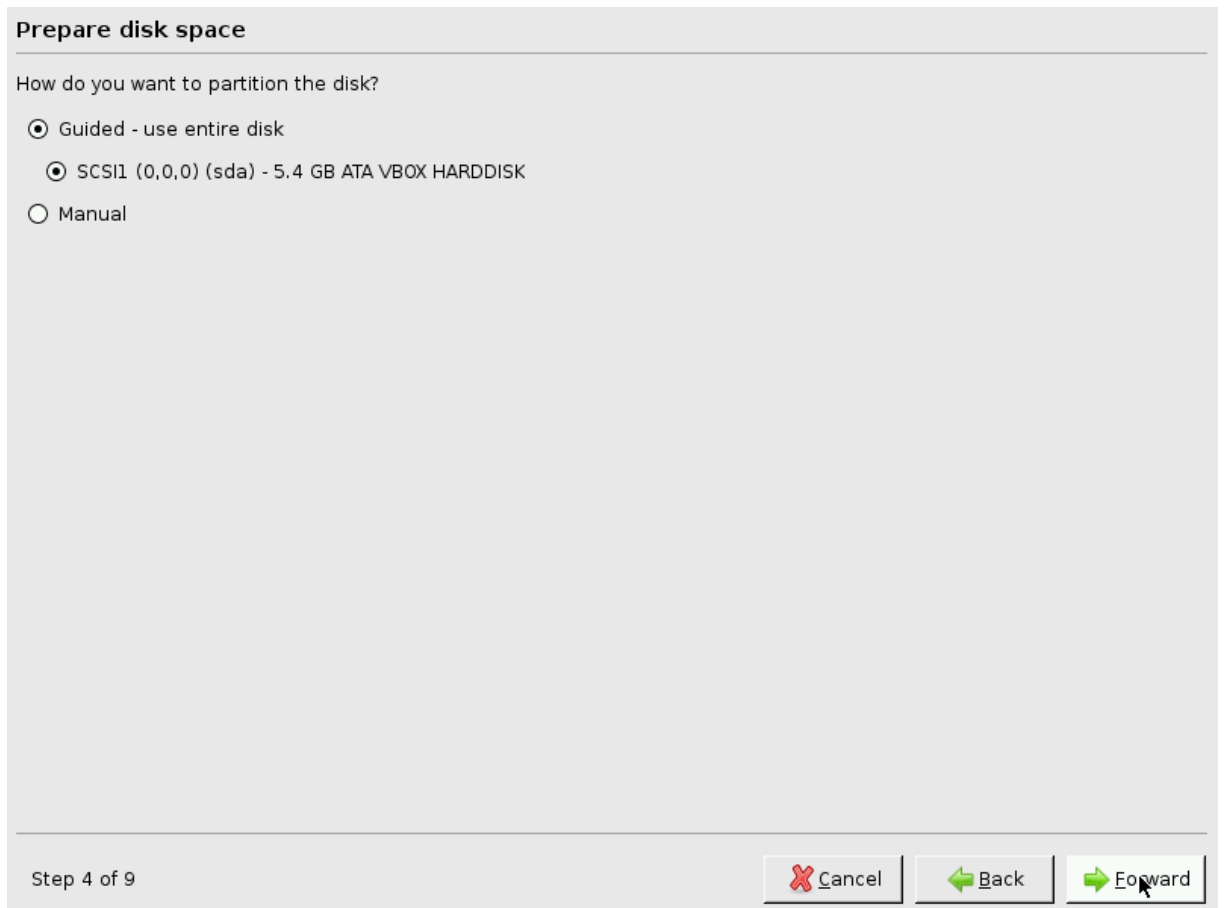 Prepare disk space
How do you want to partition the disk?
Guided - use entire disk
SCSI1 (0,0,0) (sda) - 5.4 GB ATA VBOX HARDDISK
Manual
Step 4 of 9
Cancel
Back
Forward